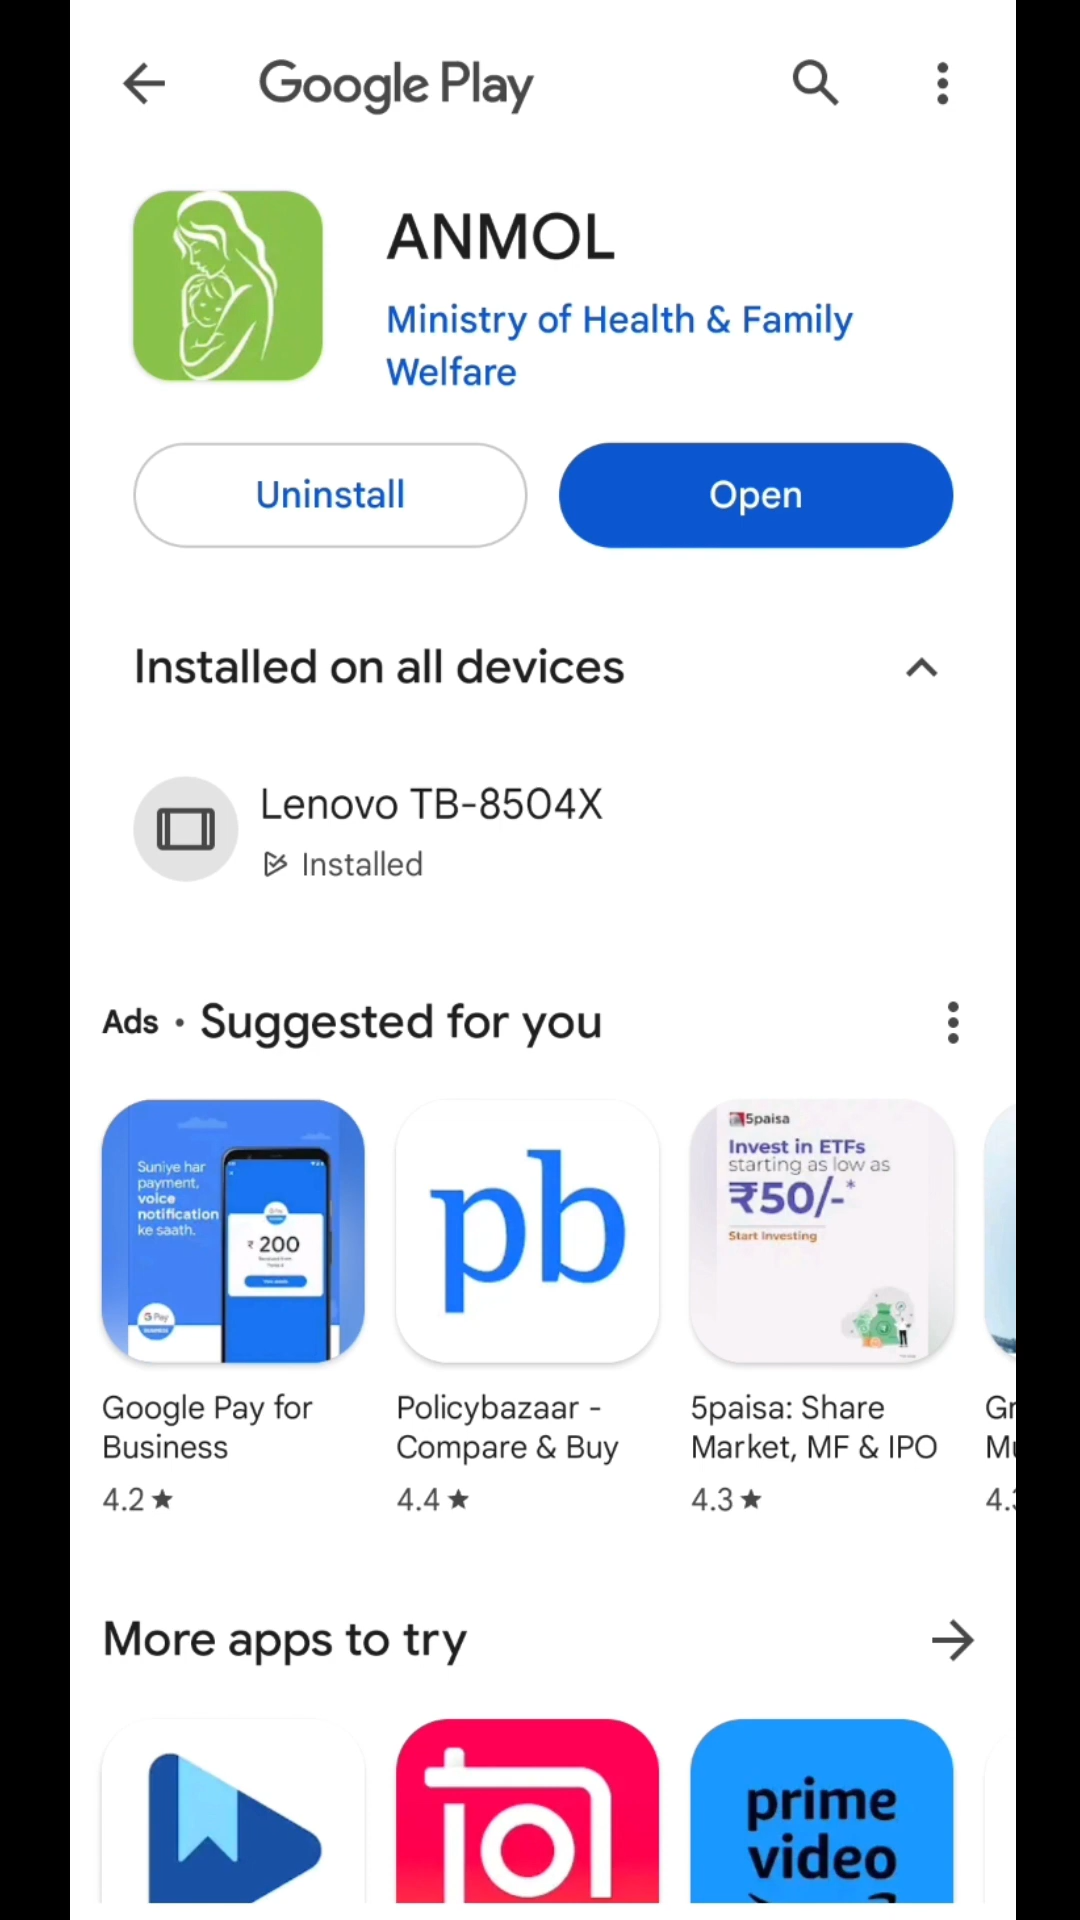 Google Play
ANMOL
Ministry of Health & Family
Welfare
Uninstall
Open
Installed on all devices
Lenovo TB-8504X
Installed
Ads • Suggested for you
Suniye har
payment,
voice
notification
ke saath.
₹ 200
G Pay
BUSINESS
pb
5paisa
Invest in ETFs
starting as low as
₹50/-*
Start Investing
Google Pay for
Business
4.2 ★
Policybazaar -
Compare & Buy
4.4 ★
5paisa: Share
Market, MF & IPO
4.3 ★
More apps to try
prime
video